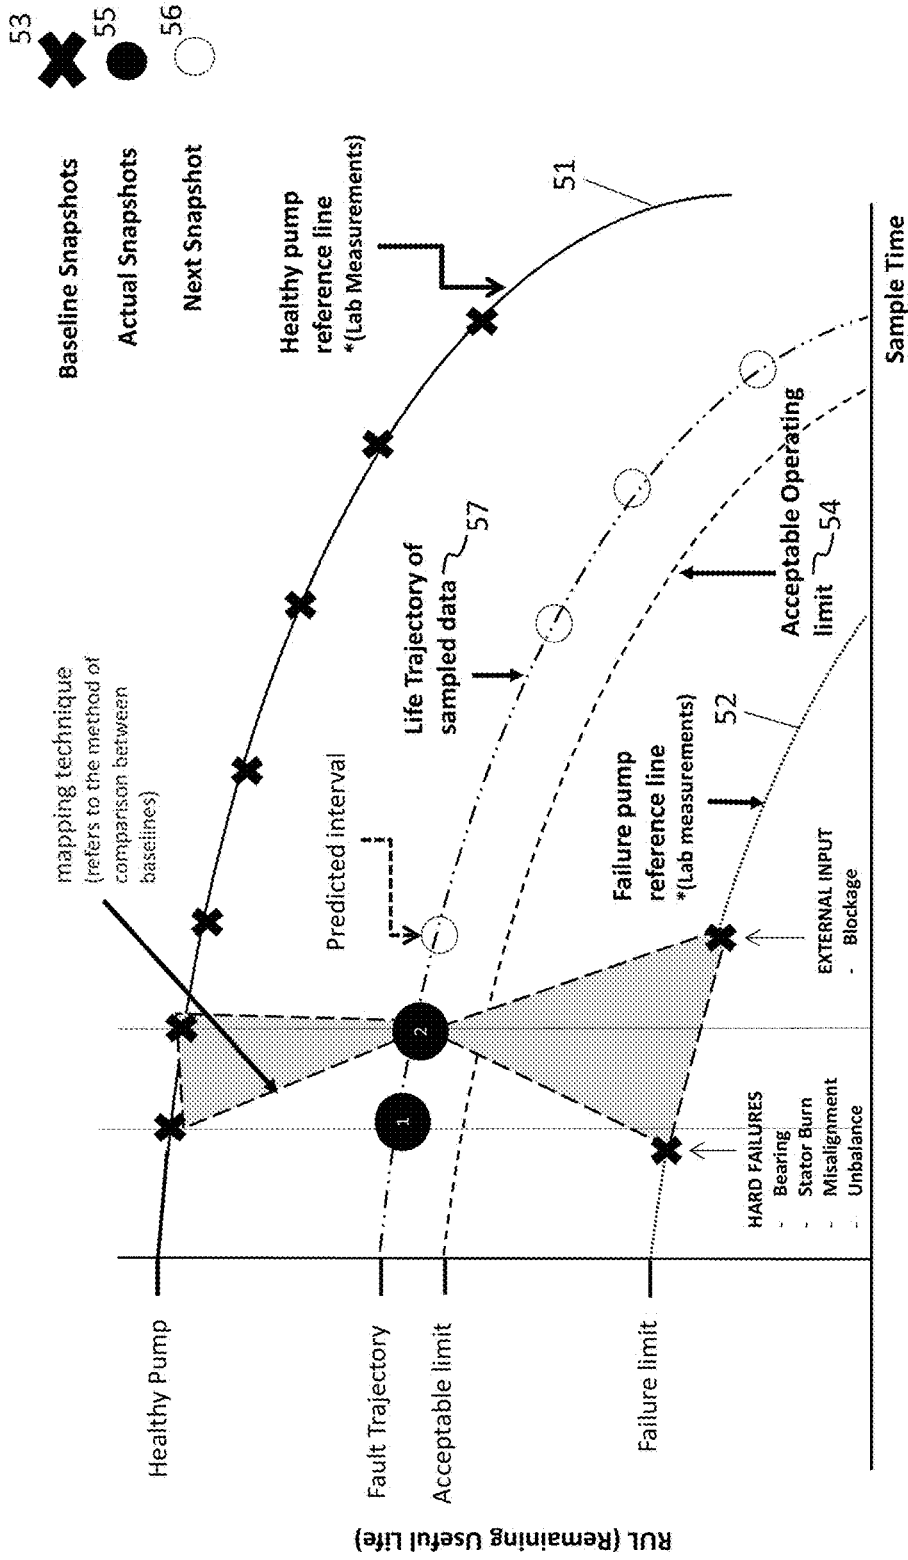 Baseline Snapshots
53
Actual Snapshots
55
Next Snapshot
56
mapping technique
(refers to the method of
comparison between
baselines)
Healthy pump
reference line
*(Lab Measurements)
51
Predicted interval
Life Trajectory of
sampled data
57
Acceptable Operating
limit
54
Failure pump
reference line
*(Lab measurements)
52
1
2
HARD FAILURES
- Bearing
- Stator Burn
- Misalignment
- Unbalance
EXTERNAL INPUT
- Blockage
Healthy Pump
Fault Trajectory
Acceptable limit
Failure limit
RUL (Remaining Useful Life)
Sample Time